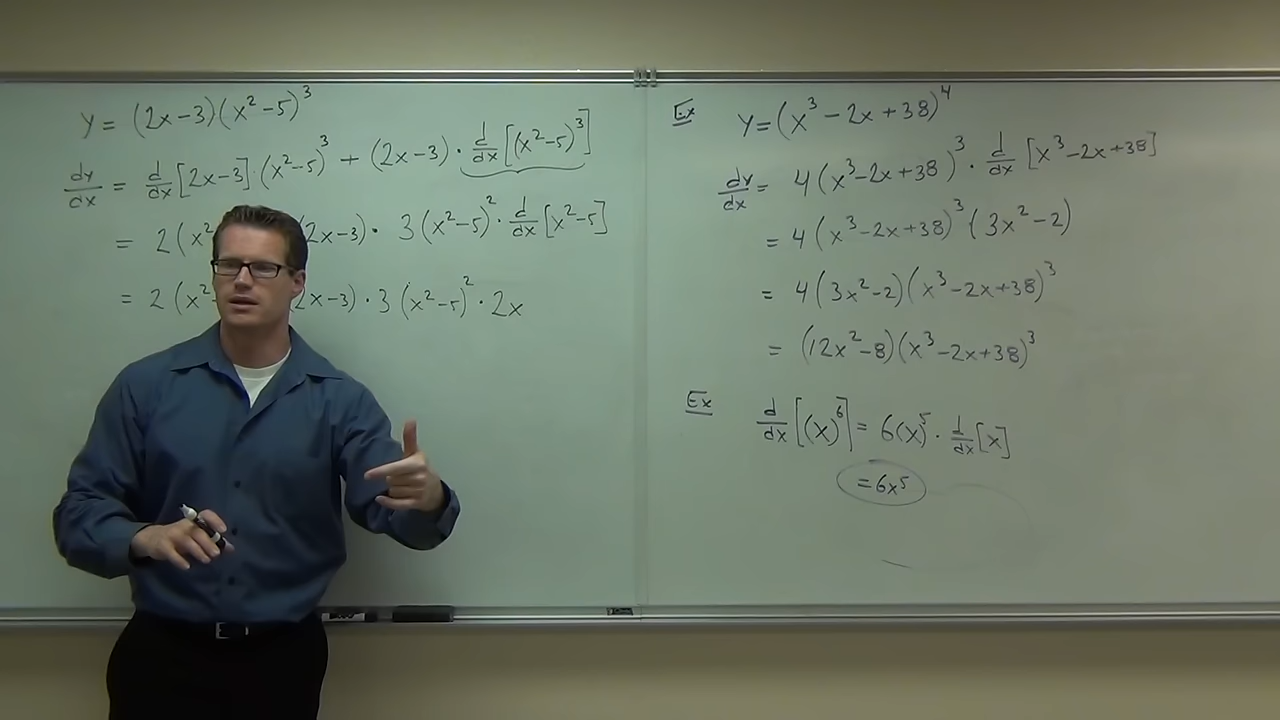 y = (2x-3)(x²-5)³
dy/dx = d/dx[2x-3](x²-5)³ + (2x-3) · d/dx[(x²-5)³]
= 2(x² 2x-3) · 3(x²-5)² · d/dx[x²-5]
= 2(x² 2x-3) · 3(x²-5)² · 2x
Ex y = (x³-2x+38)⁴
dy/dx = 4(x³-2x+38)³ · d/dx[x³-2x+38]
= 4(x³-2x+38)³(3x²-2)
= 4(3x²-2)(x³-2x+38)³
= (12x²-8)(x³-2x+38)³
Ex d/dx[(x)⁶] = 6(x)⁵ · d/dx[x]
= 6x⁵